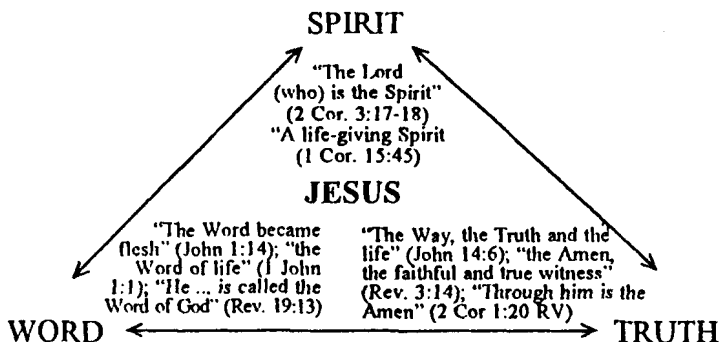 SPIRIT
"The Lord
(who) is the Spirit"
(2 Cor. 3:17-18)
"A life-giving Spirit
(1 Cor. 15:45)
JESUS
"The Word became
flesh" (John 1:14); "the
Word of life" (1 John
1:1); "He ... is called the
Word of God" (Rev. 19:13)
"The Way, the Truth and the
life" (John 14:6); "the Amen,
the faithful and true witness"
(Rev. 3:14); "Through him is the
Amen" (2 Cor 1:20 RV)
WORD
TRUTH